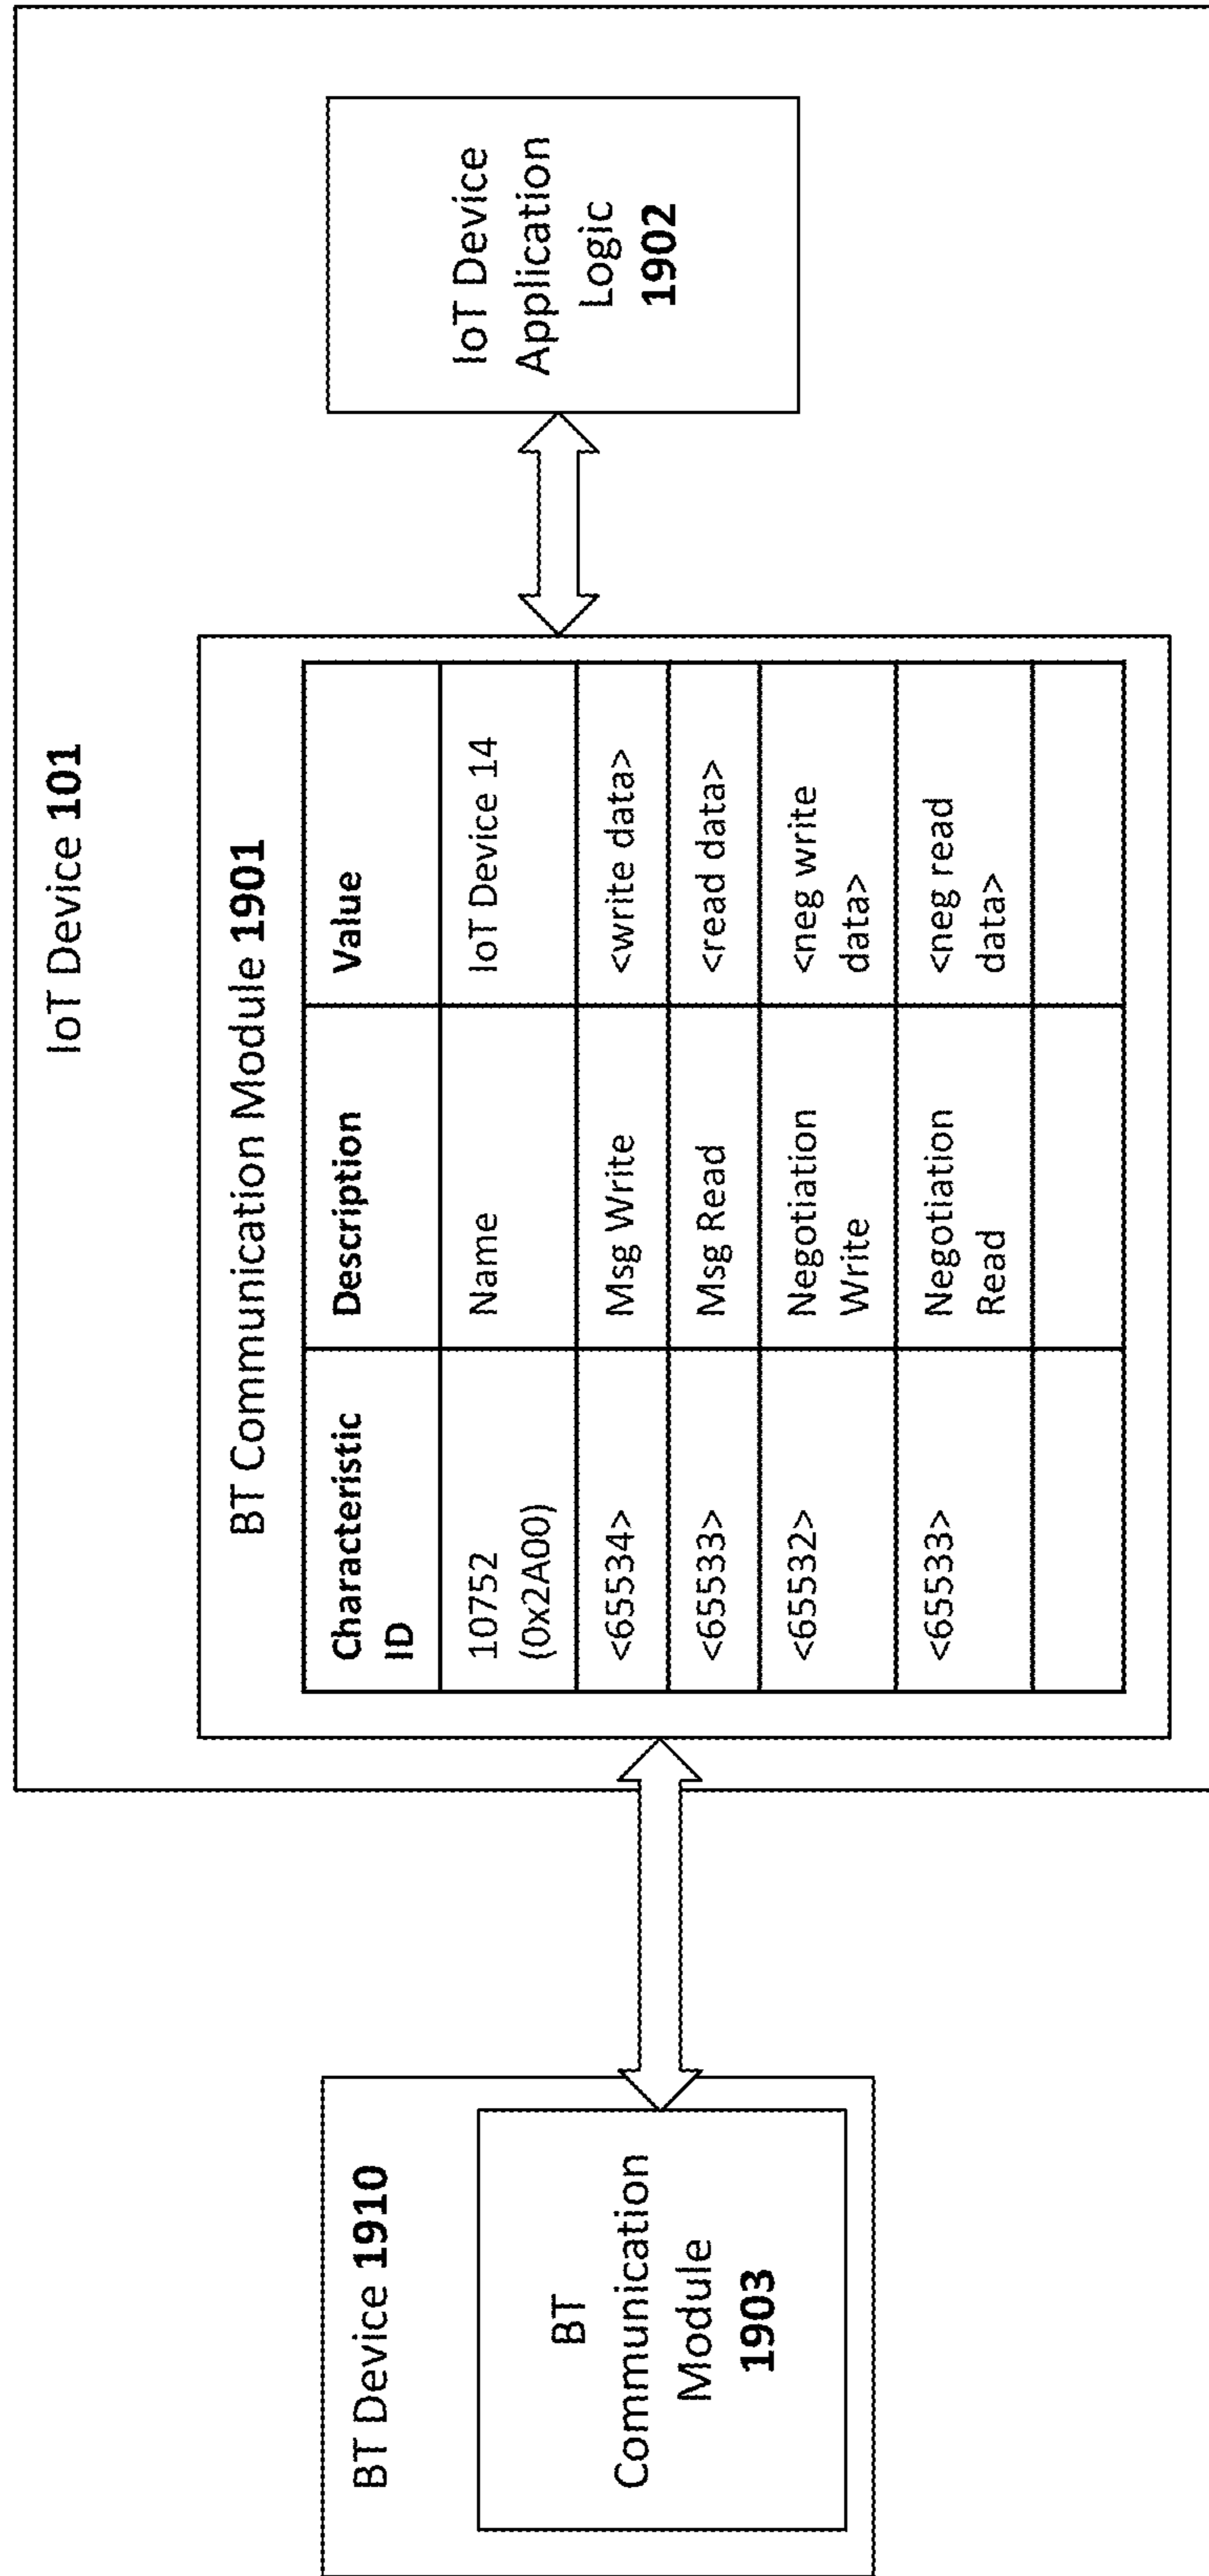 IoT Device 101
BT Device 1910
BT
Communication
Module
1903
BT Communication Module 1901
Characteristic
ID
Description
Value
10752
(0x2A00)
Name
IoT Device 14
<65534>
Msg Write
<write data>
<65533>
Msg Read
<read data>
<65532>
Negotiation
Write
<neg write
data>
<65533>
Negotiation
Read
<neg read
data>
IoT Device
Application
Logic
1902